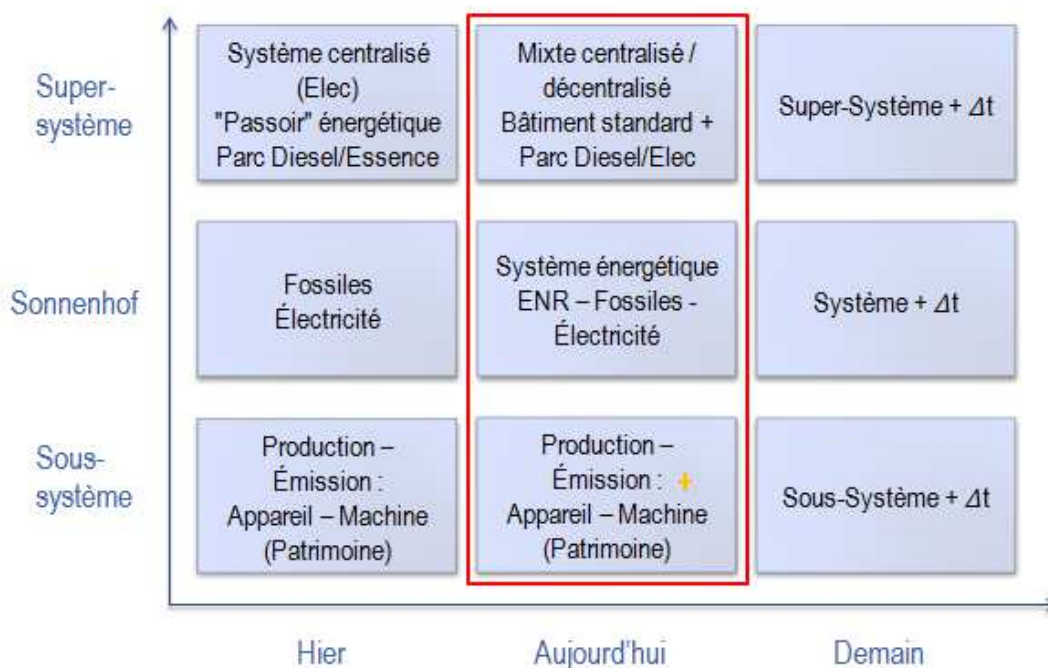 Super-
système
Système centralisé
(Elec)
"Passoir" énergétique
Parc Diesel/Essence
Mixte centralisé /
décentralisé
Bâtiment standard +
Parc Diesel/Elec
Super-Système + Δt
Sonnenhof
Fossiles
Électricité
Système énergétique
ENR – Fossiles -
Électricité
Système + Δt
Sous-
système
Production –
Émission :
Appareil – Machine
(Patrimoine)
Production –
Émission : +
Appareil – Machine
(Patrimoine)
Sous-Système + Δt
Hier
Aujourd'hui
Demain